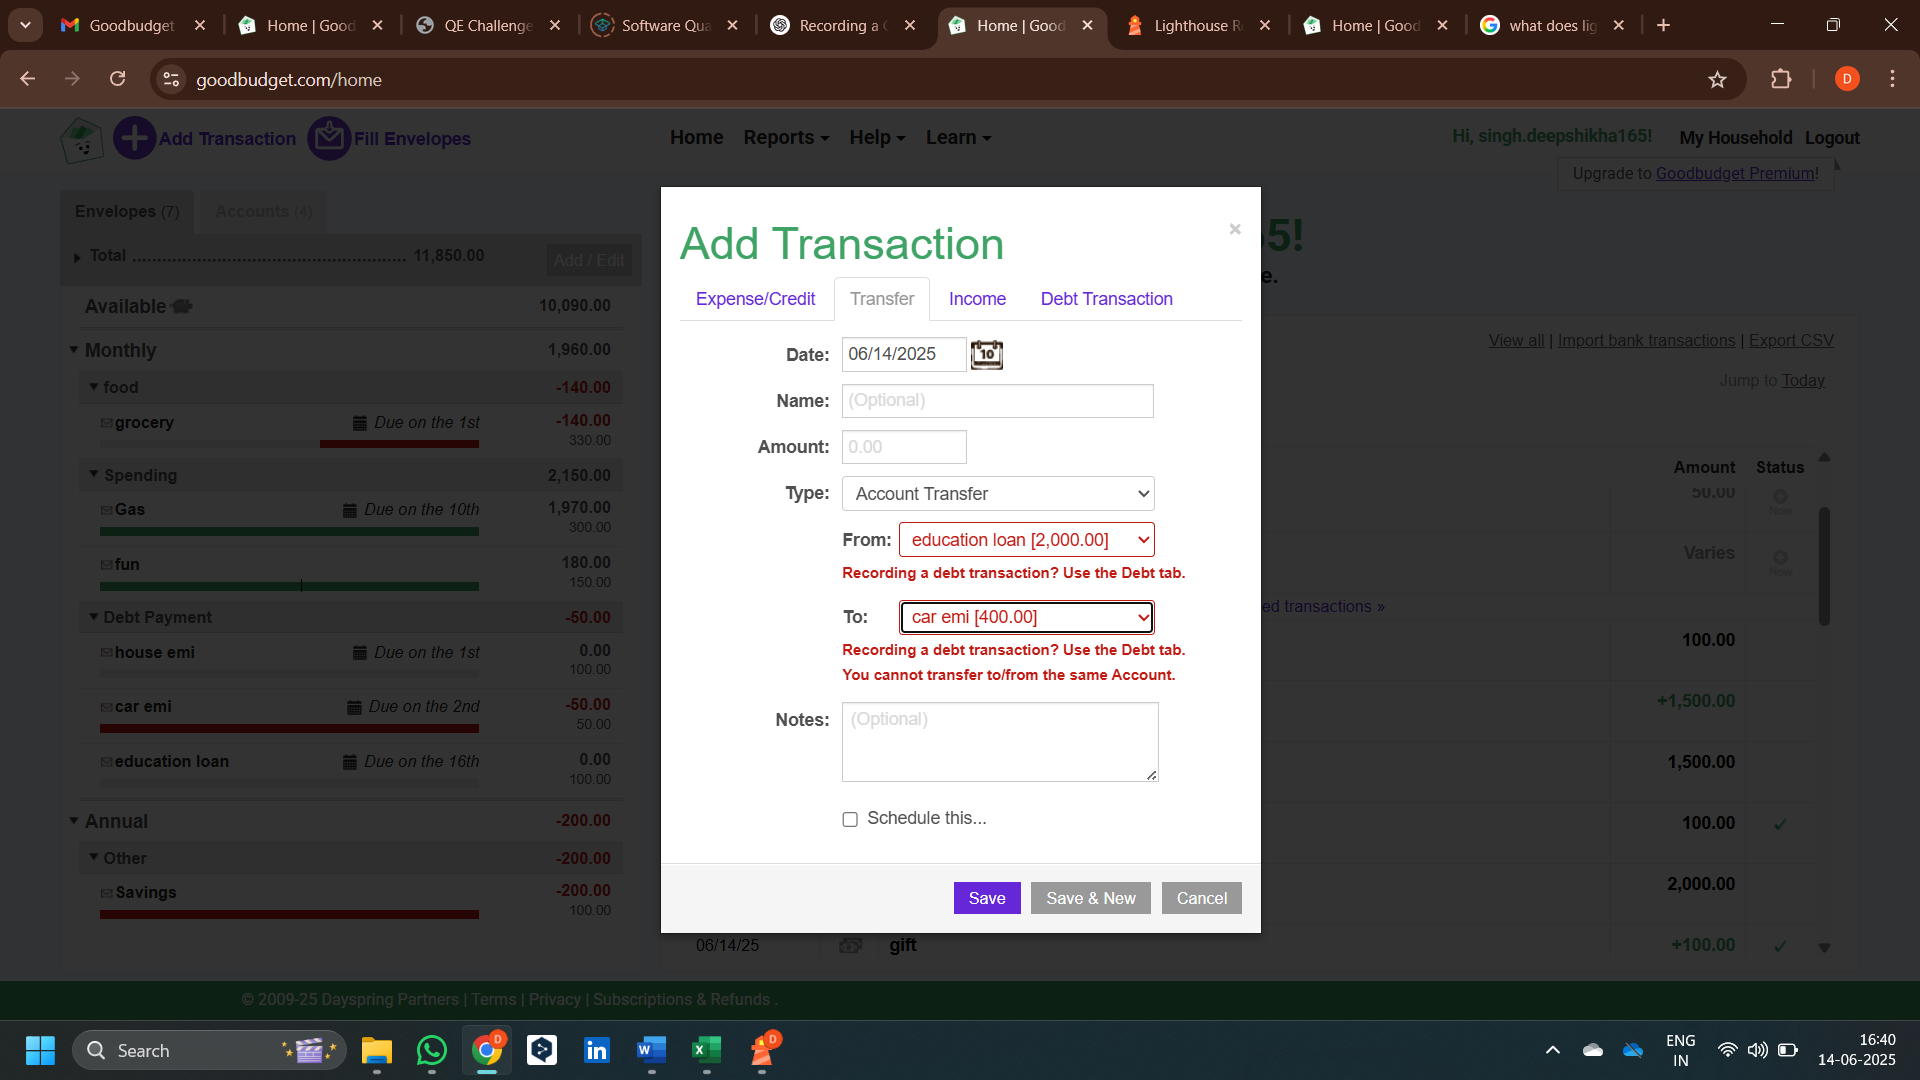 Goodbudget
Home | Good
QE Challenge
Software Qua
Recording a C
Home | Good
Lighthouse R
Home | Good
what does lig
goodbudget.com/home
D
Add Transaction
Fill Envelopes
Home
Reports
Help
Learn
Hi, singh.deepshikha165!
My Household
Logout
Upgrade to Goodbudget Premium!
Envelopes (7)
Accounts (4)
Total 11,850.00
Add / Edit
Available 10,090.00
Monthly 1,960.00
food -140.00
grocery Due on the 1st -140.00
330.00
Spending 2,150.00
Gas Due on the 10th 1,970.00
300.00
fun 180.00
150.00
Debt Payment -50.00
house emi Due on the 1st 0.00
100.00
car emi Due on the 2nd -50.00
50.00
education loan Due on the 16th 0.00
100.00
Annual -200.00
Other -200.00
Savings -200.00
100.00
5!
e.
Add Transaction
×
Expense/Credit
Transfer
Income
Debt Transaction
Date: 06/14/2025
10
Name: (Optional)
Amount: 0.00
Type: Account Transfer
From: education loan [2,000.00]
Recording a debt transaction? Use the Debt tab.
To: car emi [400.00]
Recording a debt transaction? Use the Debt tab.
You cannot transfer to/from the same Account.
Notes: (Optional)
Schedule this...
Save
Save & New
Cancel
View all | Import bank transactions | Export CSV
Jump to Today
Amount Status
50.00
Now
Varies
Now
ed transactions »
100.00
+1,500.00
1,500.00
100.00
2,000.00
06/14/25 gift +100.00
© 2009-25 Dayspring Partners | Terms | Privacy | Subscriptions & Refunds .
Search
D
D
ENG
IN
16:40
14-06-2025